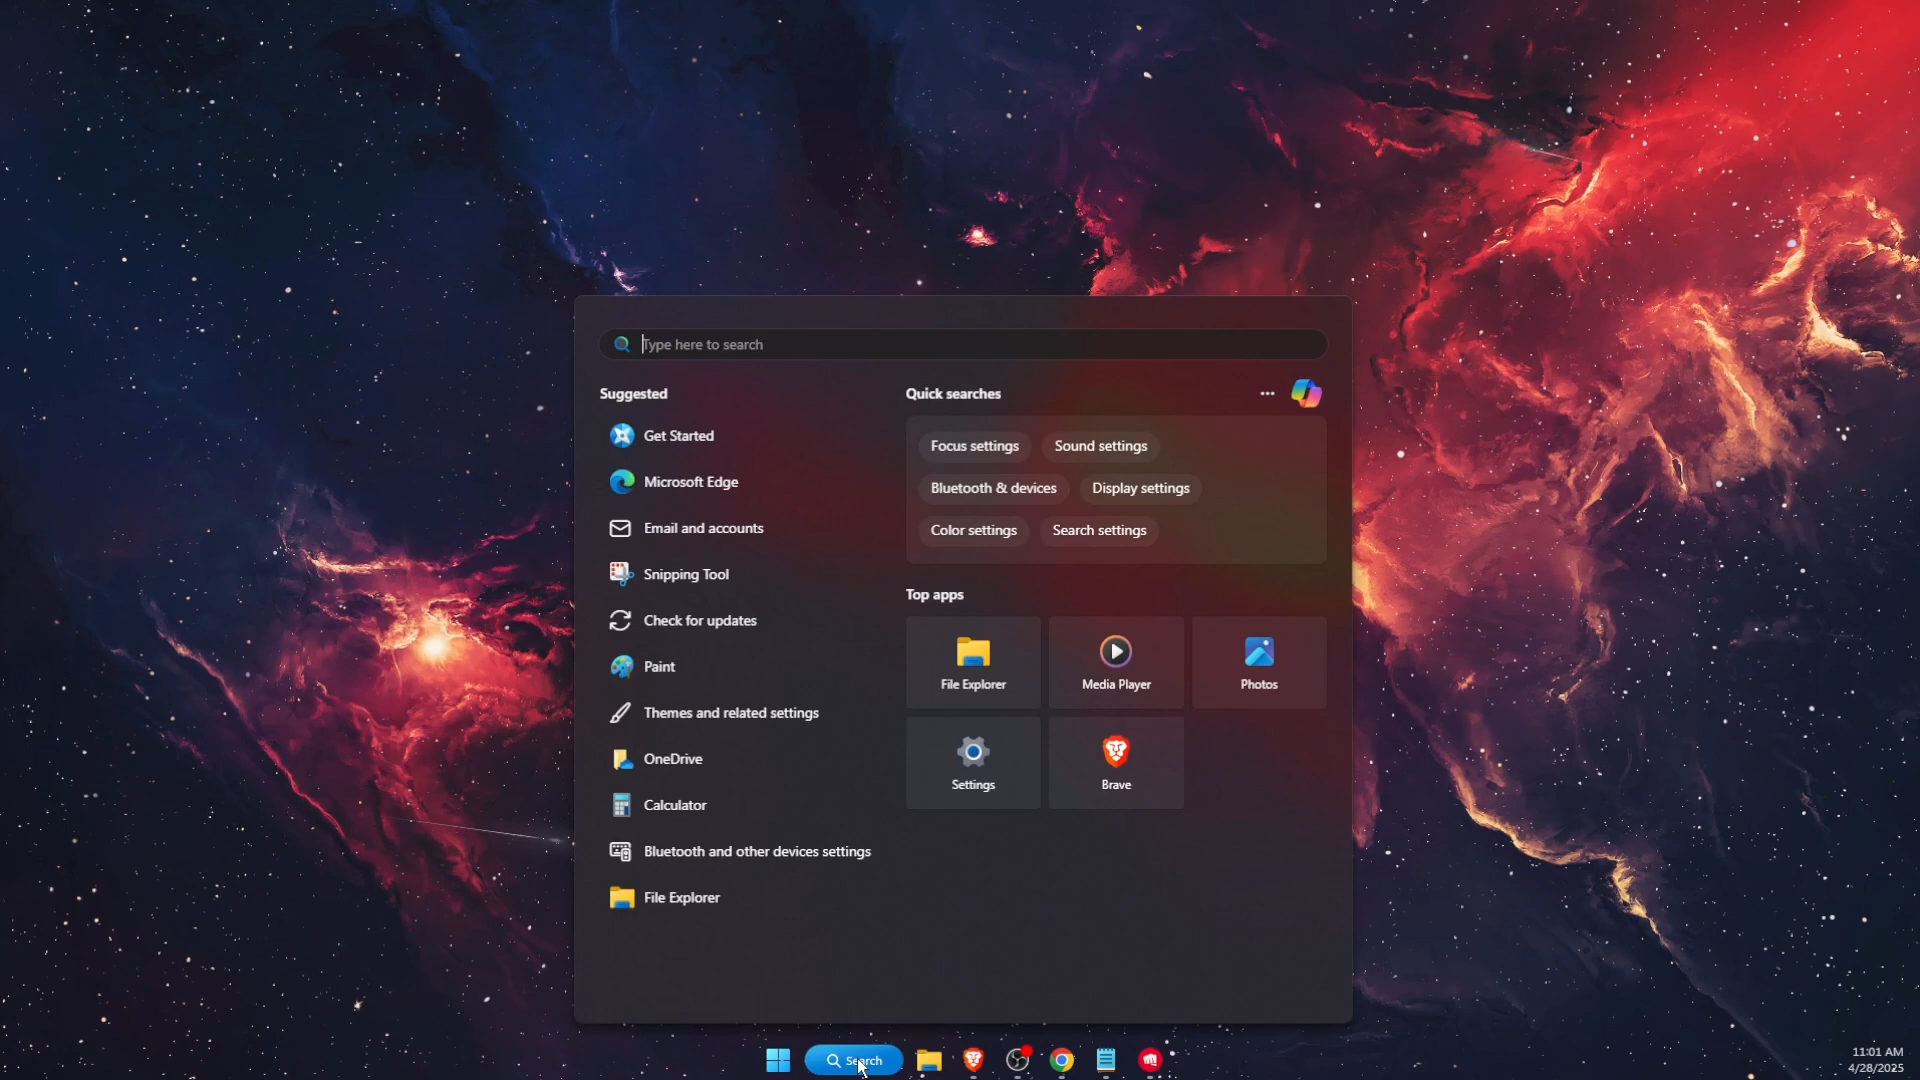 Type here to search
Suggested
Get Started
Microsoft Edge
Email and accounts
Snipping Tool
Check for updates
Paint
Themes and related settings
OneDrive
Calculator
Bluetooth and other devices settings
File Explorer
Quick searches
Focus settings
Sound settings
Bluetooth & devices
Display settings
Color settings
Search settings
Top apps
File Explorer
Media Player
Photos
Settings
Brave
Search
11:01 AM
4/28/2025